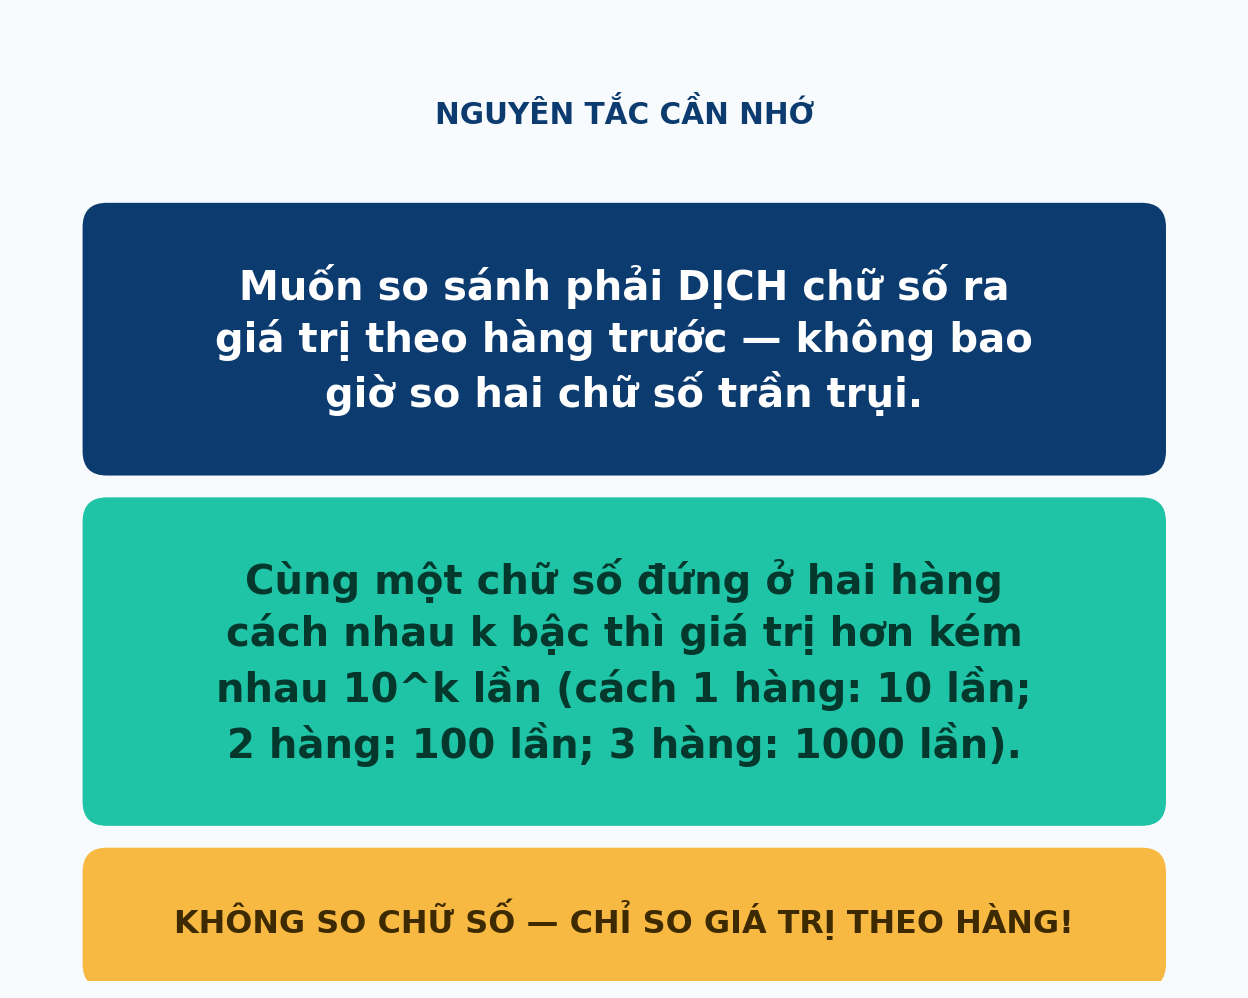 NGUYÊN TẮC CẦN NHỚ
Muốn so sánh phải DỊCH chữ số ra
giá trị theo hàng trước — không bao
giờ so hai chữ số trần trụi.
Cùng một chữ số đứng ở hai hàng
cách nhau k bậc thì giá trị hơn kém
nhau 10^k lần (cách 1 hàng: 10 lần;
2 hàng: 100 lần; 3 hàng: 1000 lần).
KHÔNG SO CHỮ SỐ — CHỈ SO GIÁ TRỊ THEO HÀNG!